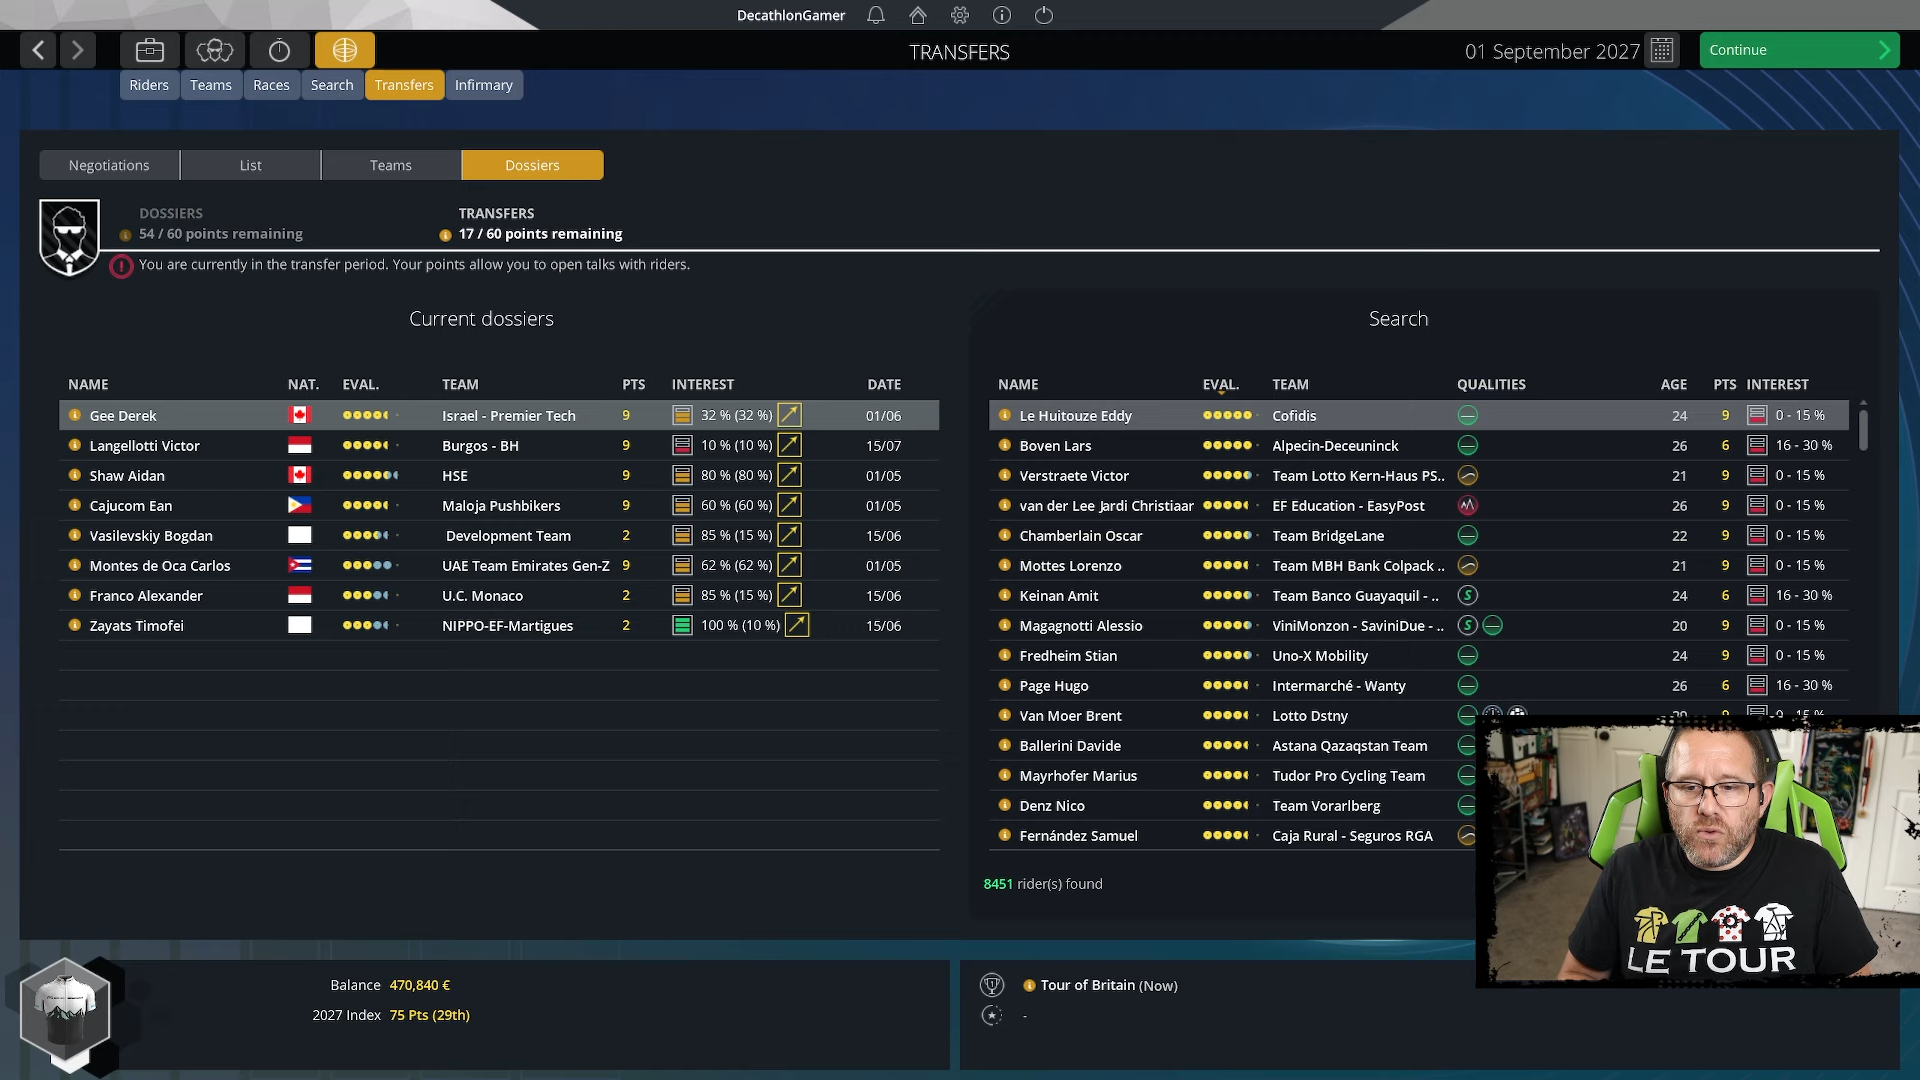 DecathlonGamer
TRANSFERS
01 September 2027
Continue
Riders Teams Races Search Transfers Infirmary
Negotiations List Teams Dossiers
DOSSIERS
54 / 60 points remaining
TRANSFERS
17 / 60 points remaining
You are currently in the transfer period. Your points allow you to open talks with riders.
Current dossiers
NAME NAT. EVAL. TEAM PTS INTEREST DATE
Gee Derek Israel - Premier Tech 9 32 % (32 %) 01/06
Langellotti Victor Burgos - BH 9 10 % (10 %) 15/07
Shaw Aidan HSE 9 80 % (80 %) 01/05
Cajucom Ean Maloja Pushbikers 9 60 % (60 %) 01/05
Vasilevskiy Bogdan Development Team 2 85 % (15 %) 15/06
Montes de Oca Carlos UAE Team Emirates Gen-Z 9 62 % (62 %) 01/05
Franco Alexander U.C. Monaco 2 85 % (15 %) 15/06
Zayats Timofei NIPPO-EF-Martigues 2 100 % (10 %) 15/06
Search
NAME EVAL. TEAM QUALITIES AGE PTS INTEREST
Le Huitouze Eddy Cofidis 24 9 0 - 15 %
Boven Lars Alpecin-Deceuninck 26 6 16 - 30 %
Verstraete Victor Team Lotto Kern-Haus PS.. 21 9 0 - 15 %
van der Lee Jardi Christiaan EF Education - EasyPost 26 9 0 - 15 %
Chamberlain Oscar Team BridgeLane 22 9 0 - 15 %
Mottes Lorenzo Team MBH Bank Colpack .. 21 9 0 - 15 %
Keinan Amit Team Banco Guayaquil - .. S 24 6 16 - 30 %
Magagnotti Alessio ViniMonzon - SaviniDue - .. S 20 9 0 - 15 %
Fredheim Stian Uno-X Mobility 24 9 0 - 15 %
Page Hugo Intermarché - Wanty 26 6 16 - 30 %
Van Moer Brent Lotto Dstny
Ballerini Davide Astana Qazaqstan Team
Mayrhofer Marius Tudor Pro Cycling Team
Denz Nico Team Vorarlberg
Fernández Samuel Caja Rural - Seguros RGA
8451 rider(s) found
LE TOUR
Balance 470,840 €
2027 Index 75 Pts (29th)
Tour of Britain (Now)
-